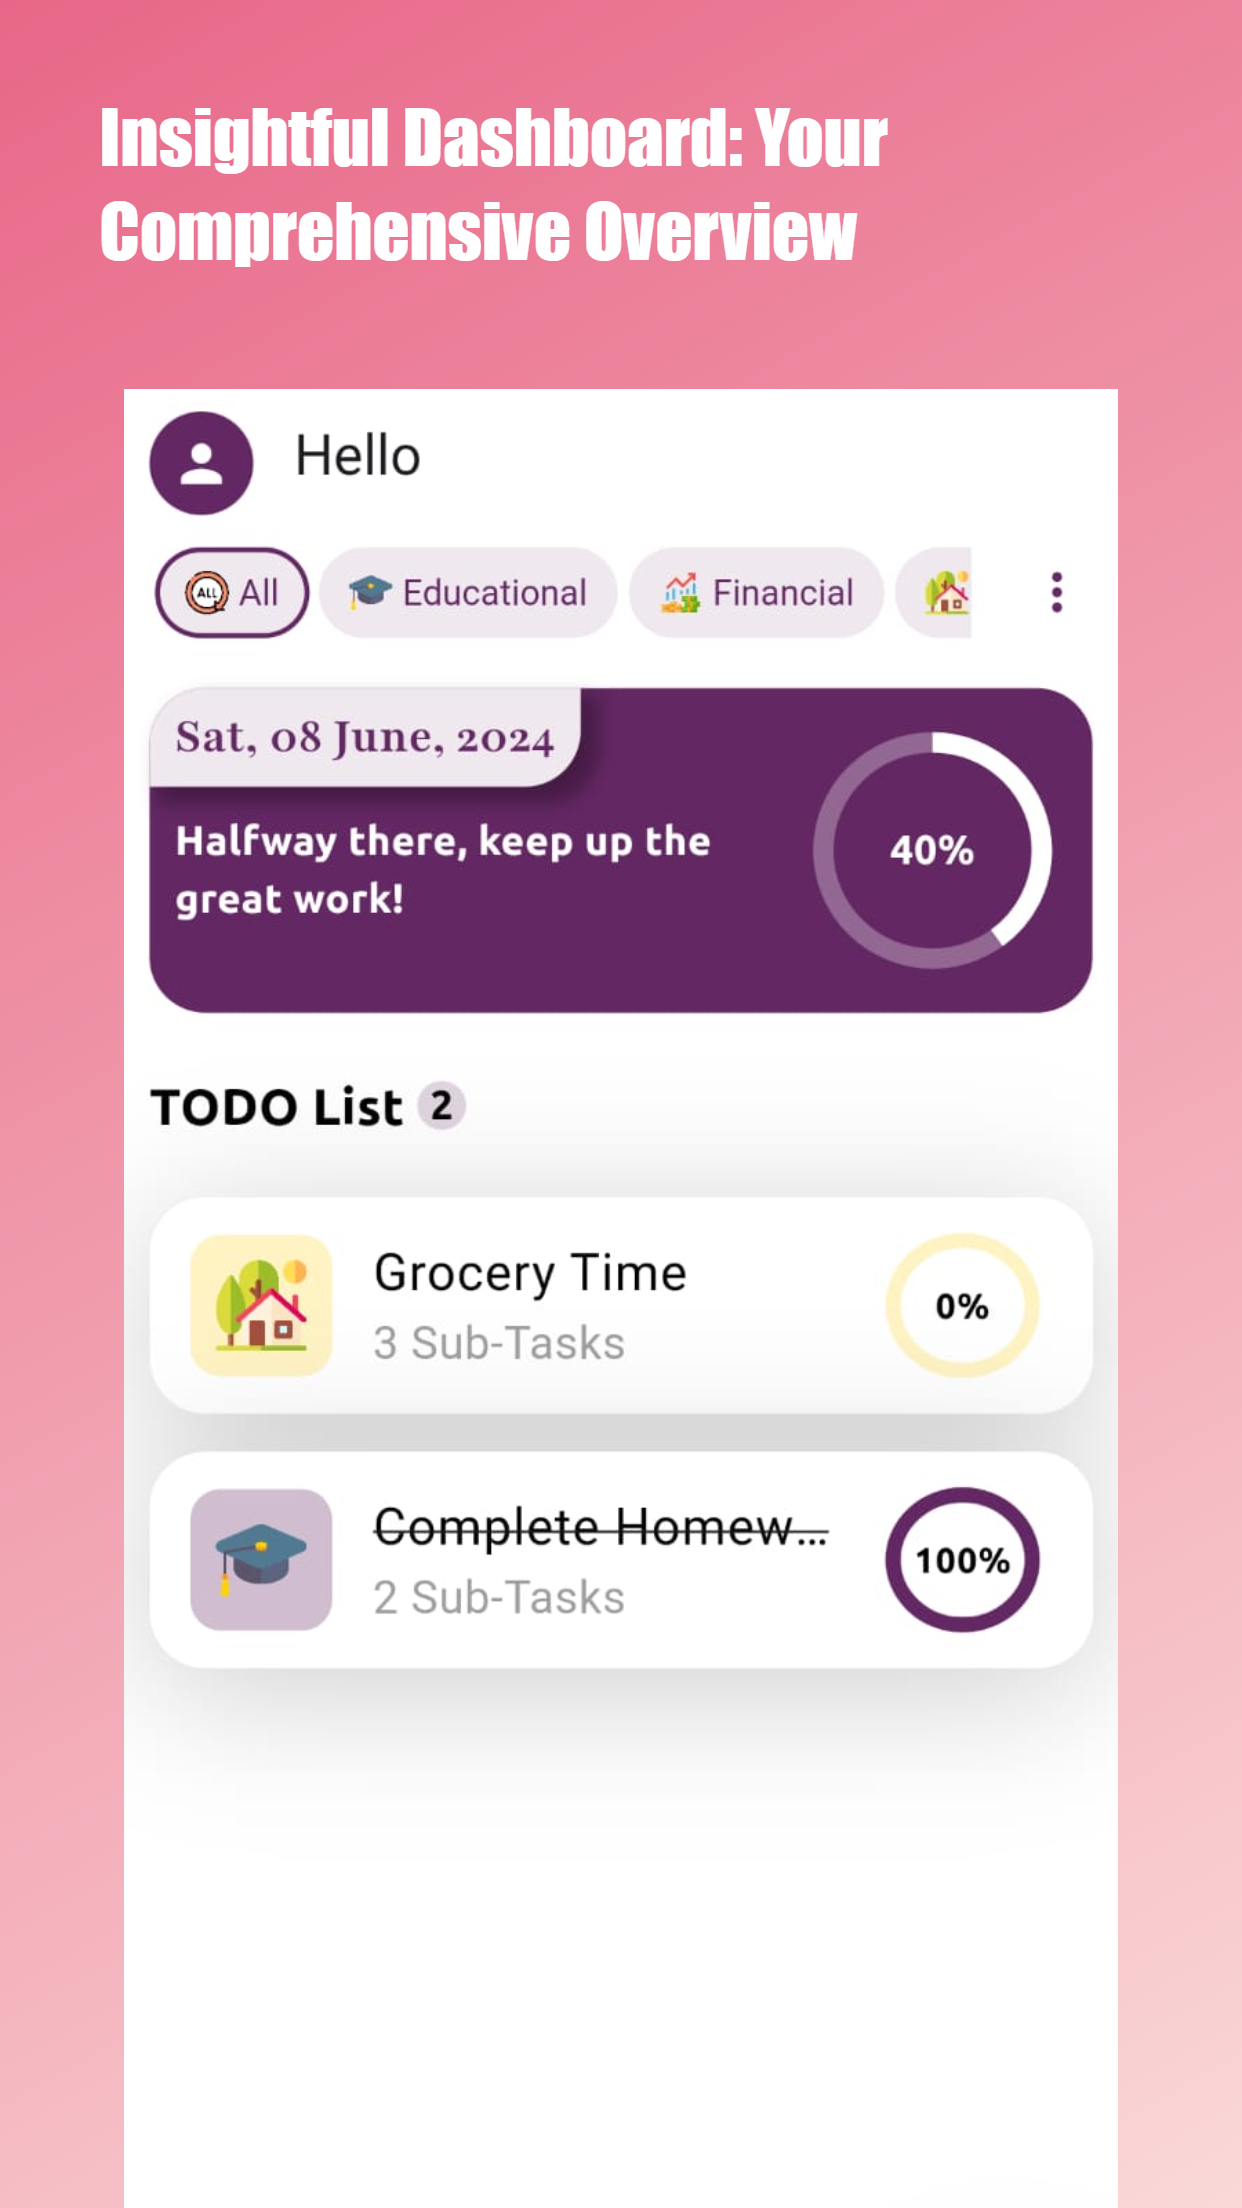 Insightful Dashboard: Your
Comprehensive Overview
Hello
ALL All
Educational
Financial
Sat, 08 June, 2024
Halfway there, keep up the
great work!
40%
TODO List 2
Grocery Time
3 Sub-Tasks
0%
Complete Homew...
2 Sub-Tasks
100%